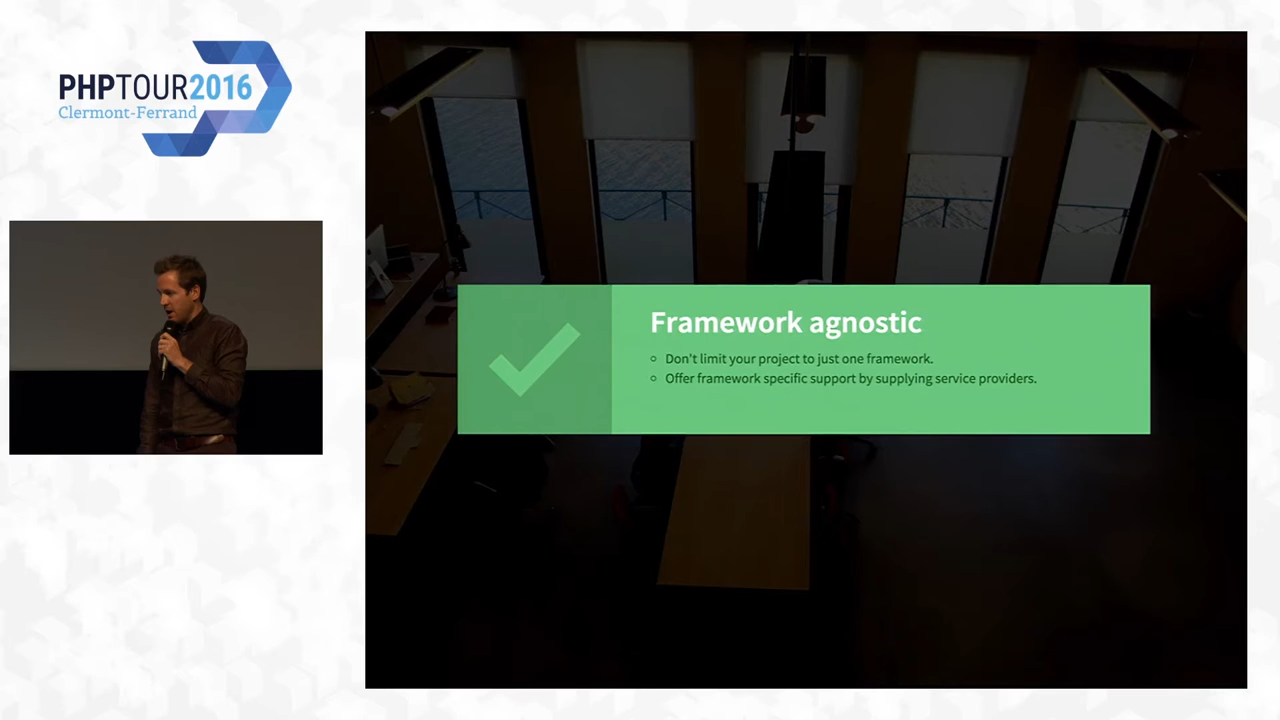 PHPTOUR2016
Clermont-Ferrand
Framework agnostic
Don't limit your project to just one framework.
Offer framework specific support by supplying service providers.